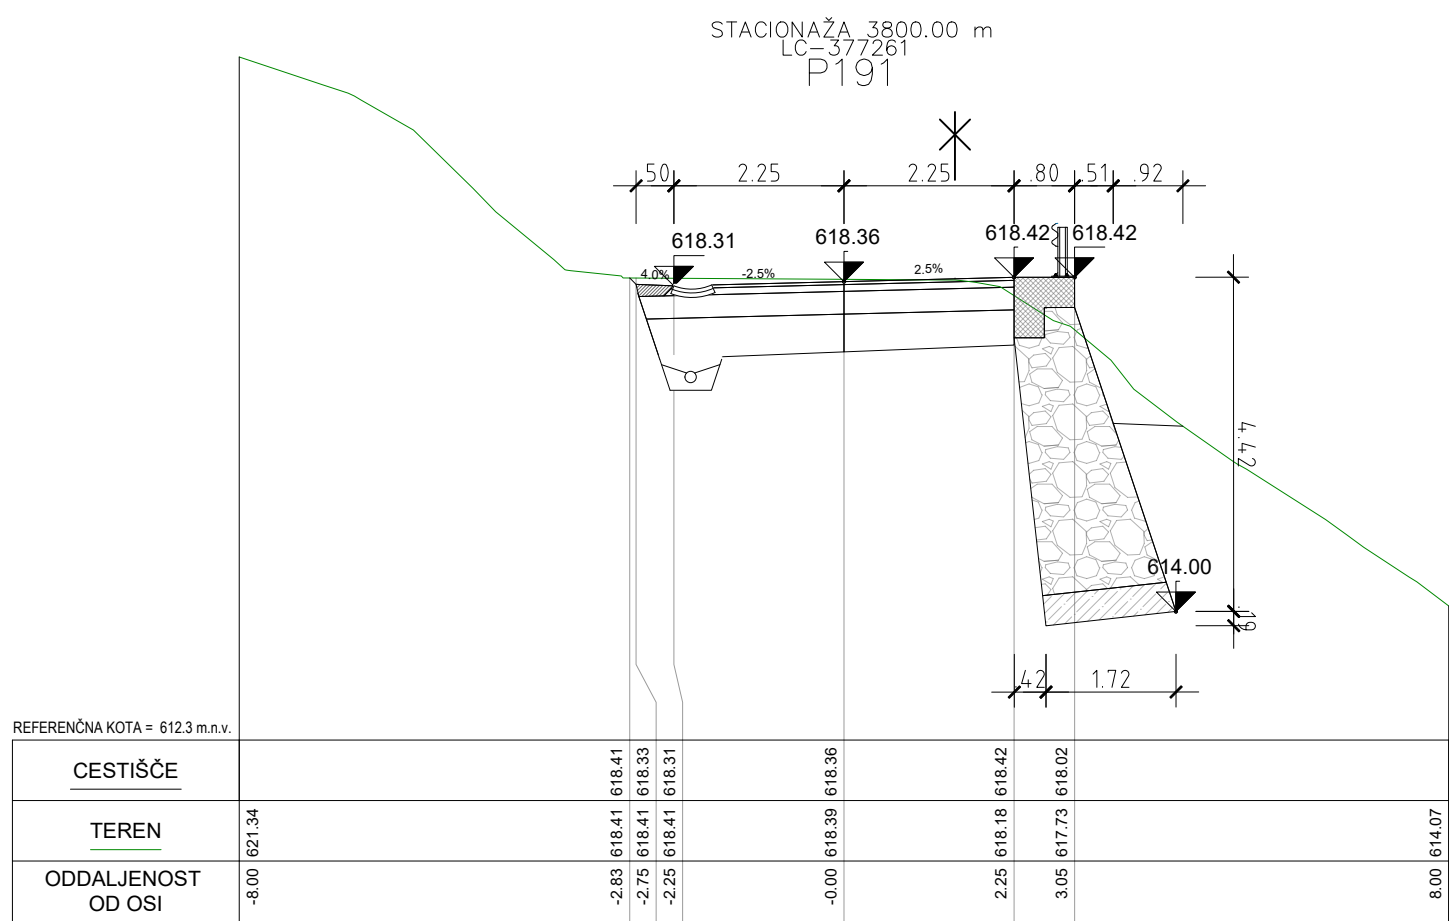 STACIONAŽA 3800.00 m
LC-377261
P191
.50 2.25 2.25 .80 .51 .92
618.31 618.36 618.42 618.42
4.0% -2.5% 2.5%
4.42
614.00
.19
.42 1.72
REFERENČNA KOTA = 612.3 m.n.v.
CESTIŠČE 618.41 618.33 618.31 618.36 618.42 618.02
TEREN 621.34 618.41 618.41 618.41 618.39 618.18 617.73 614.07
ODDALJENOST
OD OSI -8.00 -2.83 -2.75 -2.25 -0.00 2.25 3.05 8.00